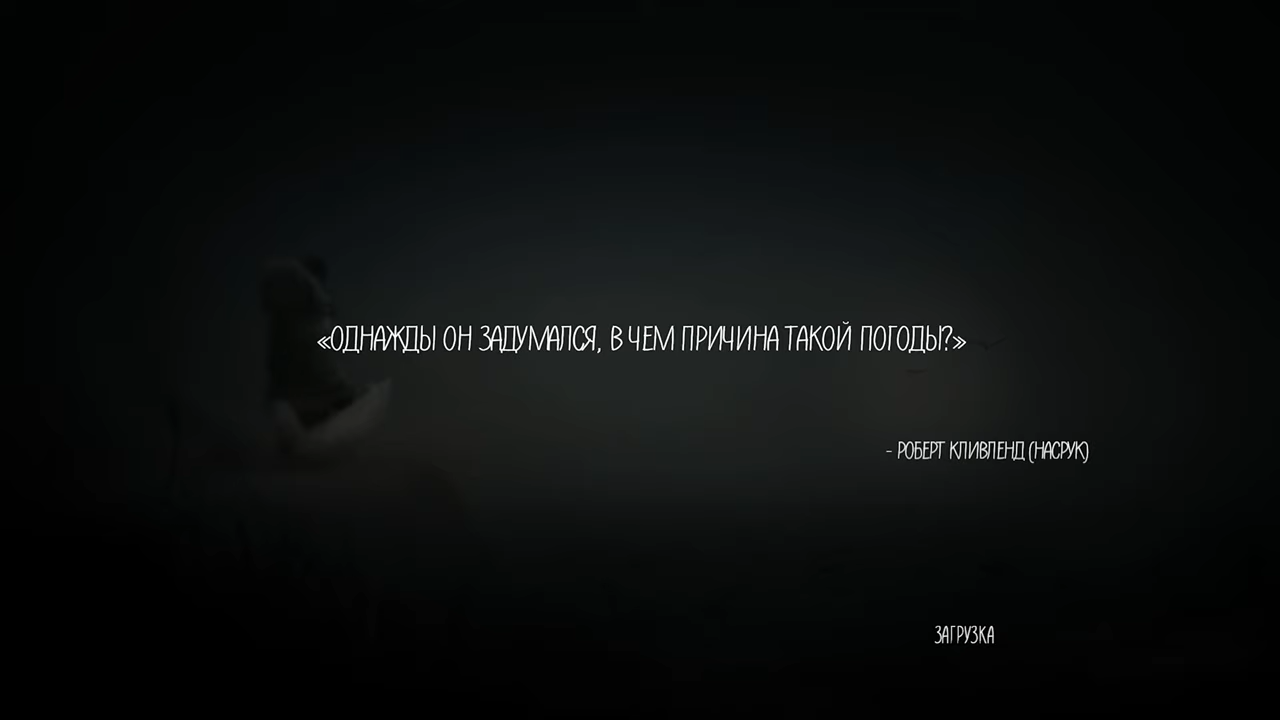 «ОДНАЖДЫ ОН ЗАДУМАЛСЯ, В ЧЕМ ПРИЧИНА ТАКОЙ ПОГОДЫ?»
- РОБЕРТ КЛИВЛЕНД (НАСРУК)
ЗАГРУЗКА